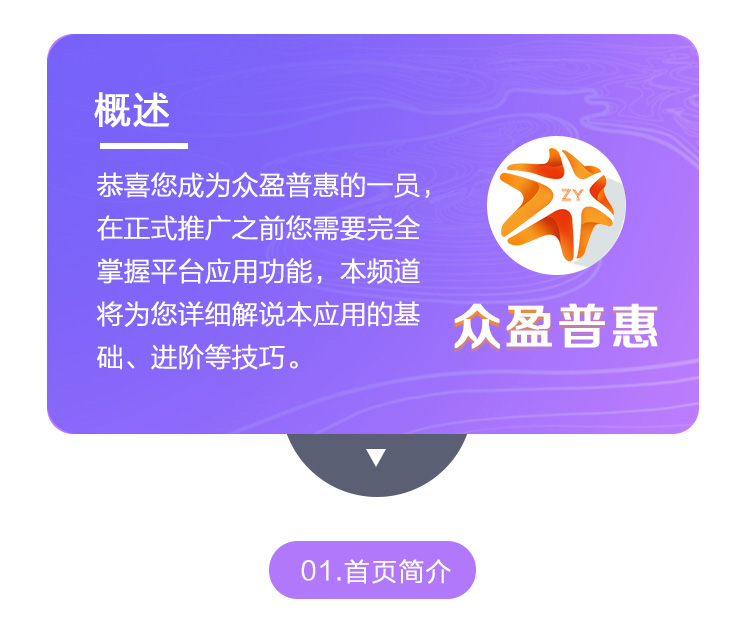 概述
恭喜您成为众盈普惠的一员，
在正式推广之前您需要完全
掌握平台应用功能，本频道
将为您详细解说本应用的基
础、进阶等技巧。
ZY
众盈普惠
01.首页简介